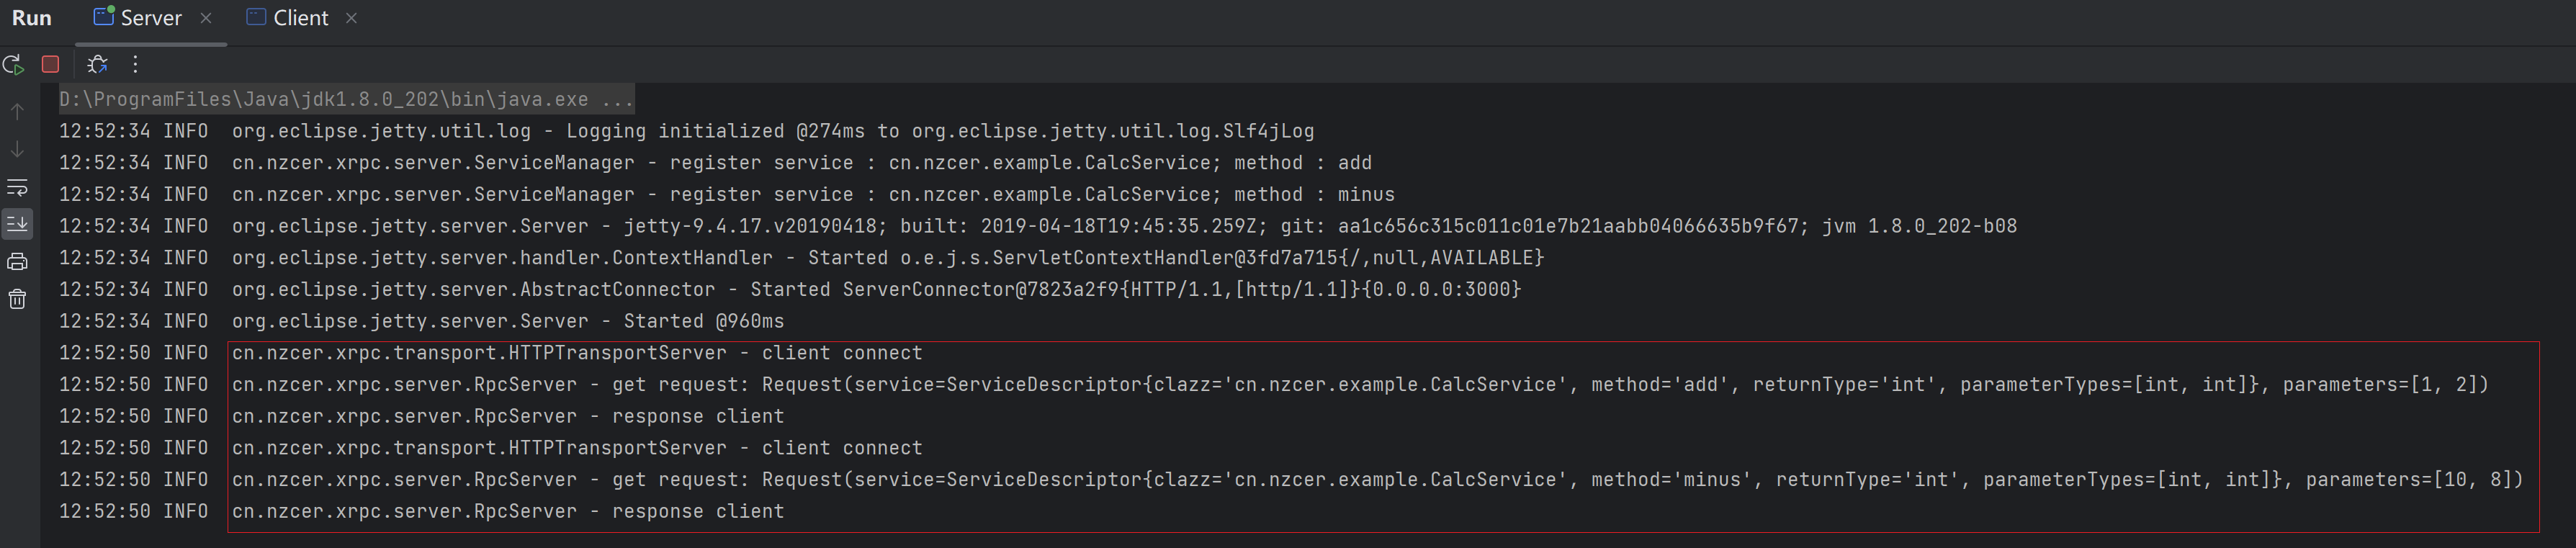 Run Server Client
D:\ProgramFiles\Java\jdk1.8.0_202\bin\java.exe ...
12:52:34 INFO  org.eclipse.jetty.util.log - Logging initialized @274ms to org.eclipse.jetty.util.log.Slf4jLog
12:52:34 INFO  cn.nzcer.xrpc.server.ServiceManager - register service : cn.nzcer.example.CalcService; method : add
12:52:34 INFO  cn.nzcer.xrpc.server.ServiceManager - register service : cn.nzcer.example.CalcService; method : minus
12:52:34 INFO  org.eclipse.jetty.server.Server - jetty-9.4.17.v20190418; built: 2019-04-18T19:45:35.259Z; git: aa1c656c315c011c01e7b21aabb04066635b9f67; jvm 1.8.0_202-b08
12:52:34 INFO  org.eclipse.jetty.server.handler.ContextHandler - Started o.e.j.s.ServletContextHandler@3fd7a715{/,null,AVAILABLE}
12:52:34 INFO  org.eclipse.jetty.server.AbstractConnector - Started ServerConnector@7823a2f9{HTTP/1.1,[http/1.1]}{0.0.0.0:3000}
12:52:34 INFO  org.eclipse.jetty.server.Server - Started @960ms
12:52:50 INFO  cn.nzcer.xrpc.transport.HTTPTransportServer - client connect
12:52:50 INFO  cn.nzcer.xrpc.server.RpcServer - get request: Request(service=ServiceDescriptor{clazz='cn.nzcer.example.CalcService', method='add', returnType='int', parameterTypes=[int, int]}, parameters=[1, 2])
12:52:50 INFO  cn.nzcer.xrpc.server.RpcServer - response client
12:52:50 INFO  cn.nzcer.xrpc.transport.HTTPTransportServer - client connect
12:52:50 INFO  cn.nzcer.xrpc.server.RpcServer - get request: Request(service=ServiceDescriptor{clazz='cn.nzcer.example.CalcService', method='minus', returnType='int', parameterTypes=[int, int]}, parameters=[10, 8])
12:52:50 INFO  cn.nzcer.xrpc.server.RpcServer - response client